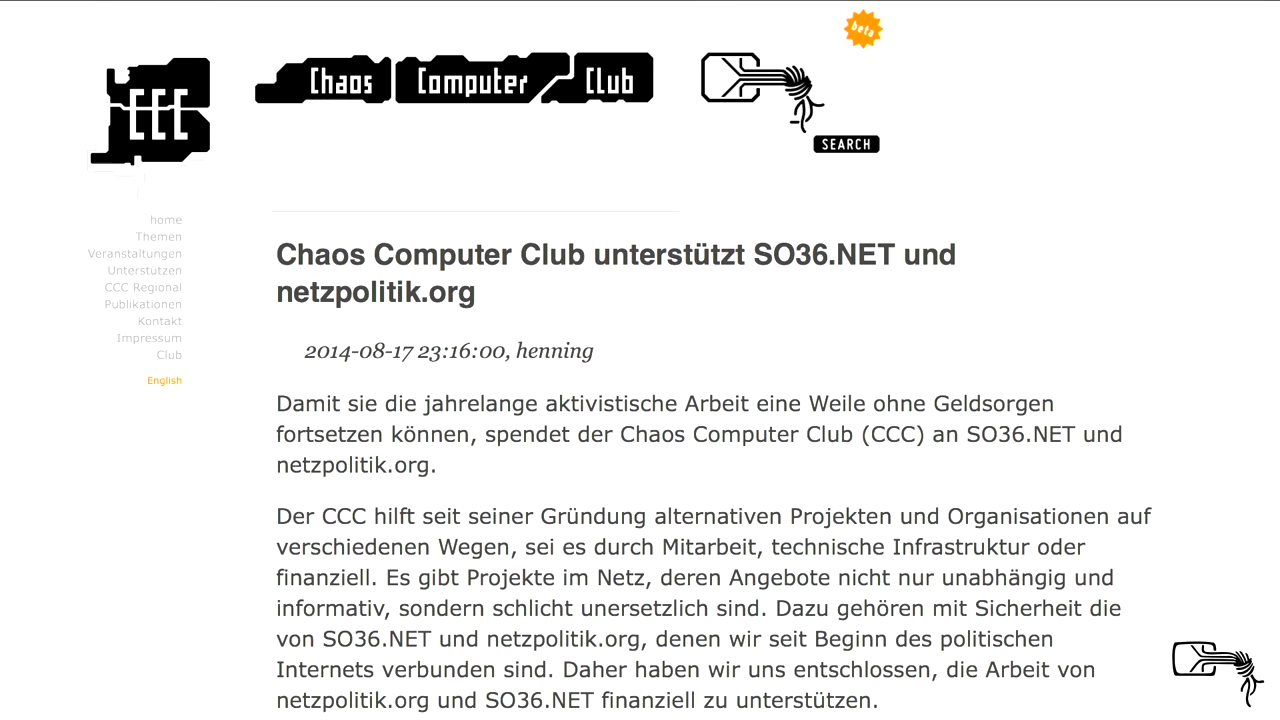 beta
CCC
Chaos Computer Club
SEARCH
home
Themen
Veranstaltungen
Unterstutzen
CCC Regional
Publikationen
Kontakt
Impressum
Club
English
Chaos Computer Club unterstützt SO36.NET und
netzpolitik.org
2014-08-17 23:16:00, henning
Damit sie die jahrelange aktivistische Arbeit eine Weile ohne Geldsorgen
fortsetzen können, spendet der Chaos Computer Club (CCC) an SO36.NET und
netzpolitik.org.
Der CCC hilft seit seiner Gründung alternativen Projekten und Organisationen auf
verschiedenen Wegen, sei es durch Mitarbeit, technische Infrastruktur oder
finanziell. Es gibt Projekte im Netz, deren Angebote nicht nur unabhängig und
informativ, sondern schlicht unersetzlich sind. Dazu gehören mit Sicherheit die
von SO36.NET und netzpolitik.org, denen wir seit Beginn des politischen
Internets verbunden sind. Daher haben wir uns entschlossen, die Arbeit von
netzpolitik.org und SO36.NET finanziell zu unterstützen.